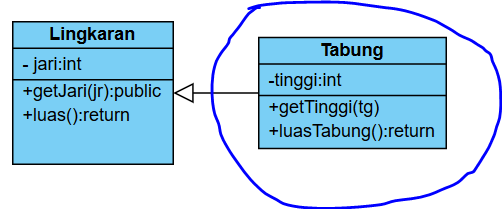 Lingkaran
- jari:int
+getJari(jr):public
+luas():return
Tabung
-tinggi:int
+getTinggi(tg)
+luasTabung():return